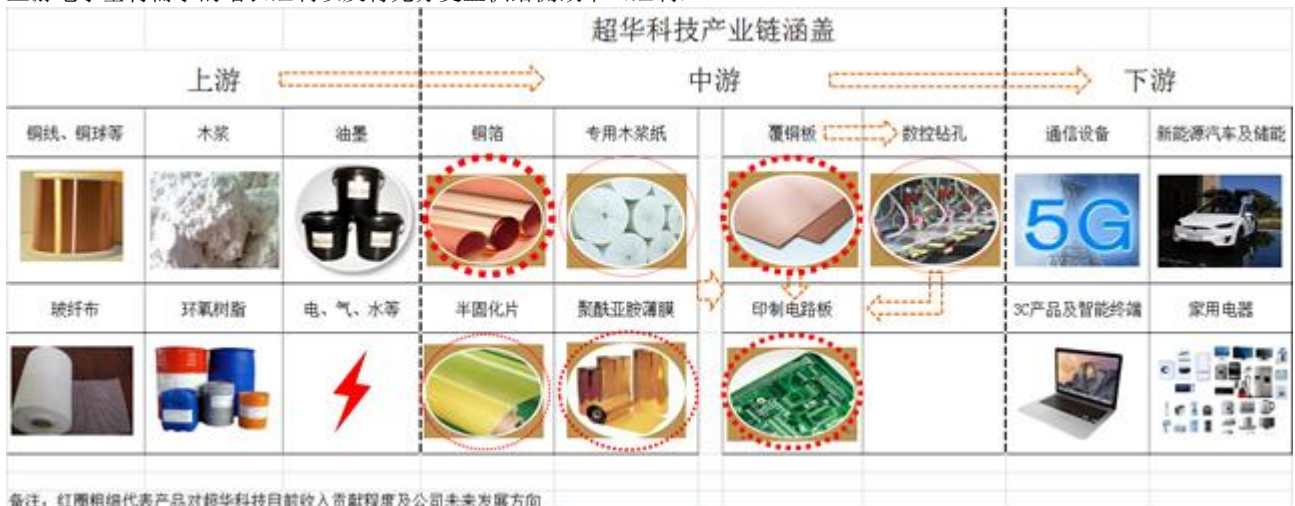 超华科技产业链涵盖
上游 中游 下游
铜线、铜球等 木浆 油墨 铜箔 专用木浆纸 覆铜板 数控钻孔 通信设备 新能源汽车及储能
5G
玻纤布 环氧树脂 电、气、水等 半固化片 聚酰亚胺薄膜 印制电路板 3C产品及智能终端 家用电器
备注，红圈粗细代表产品对超华科技目前收入贡献程度及公司未来发展方向